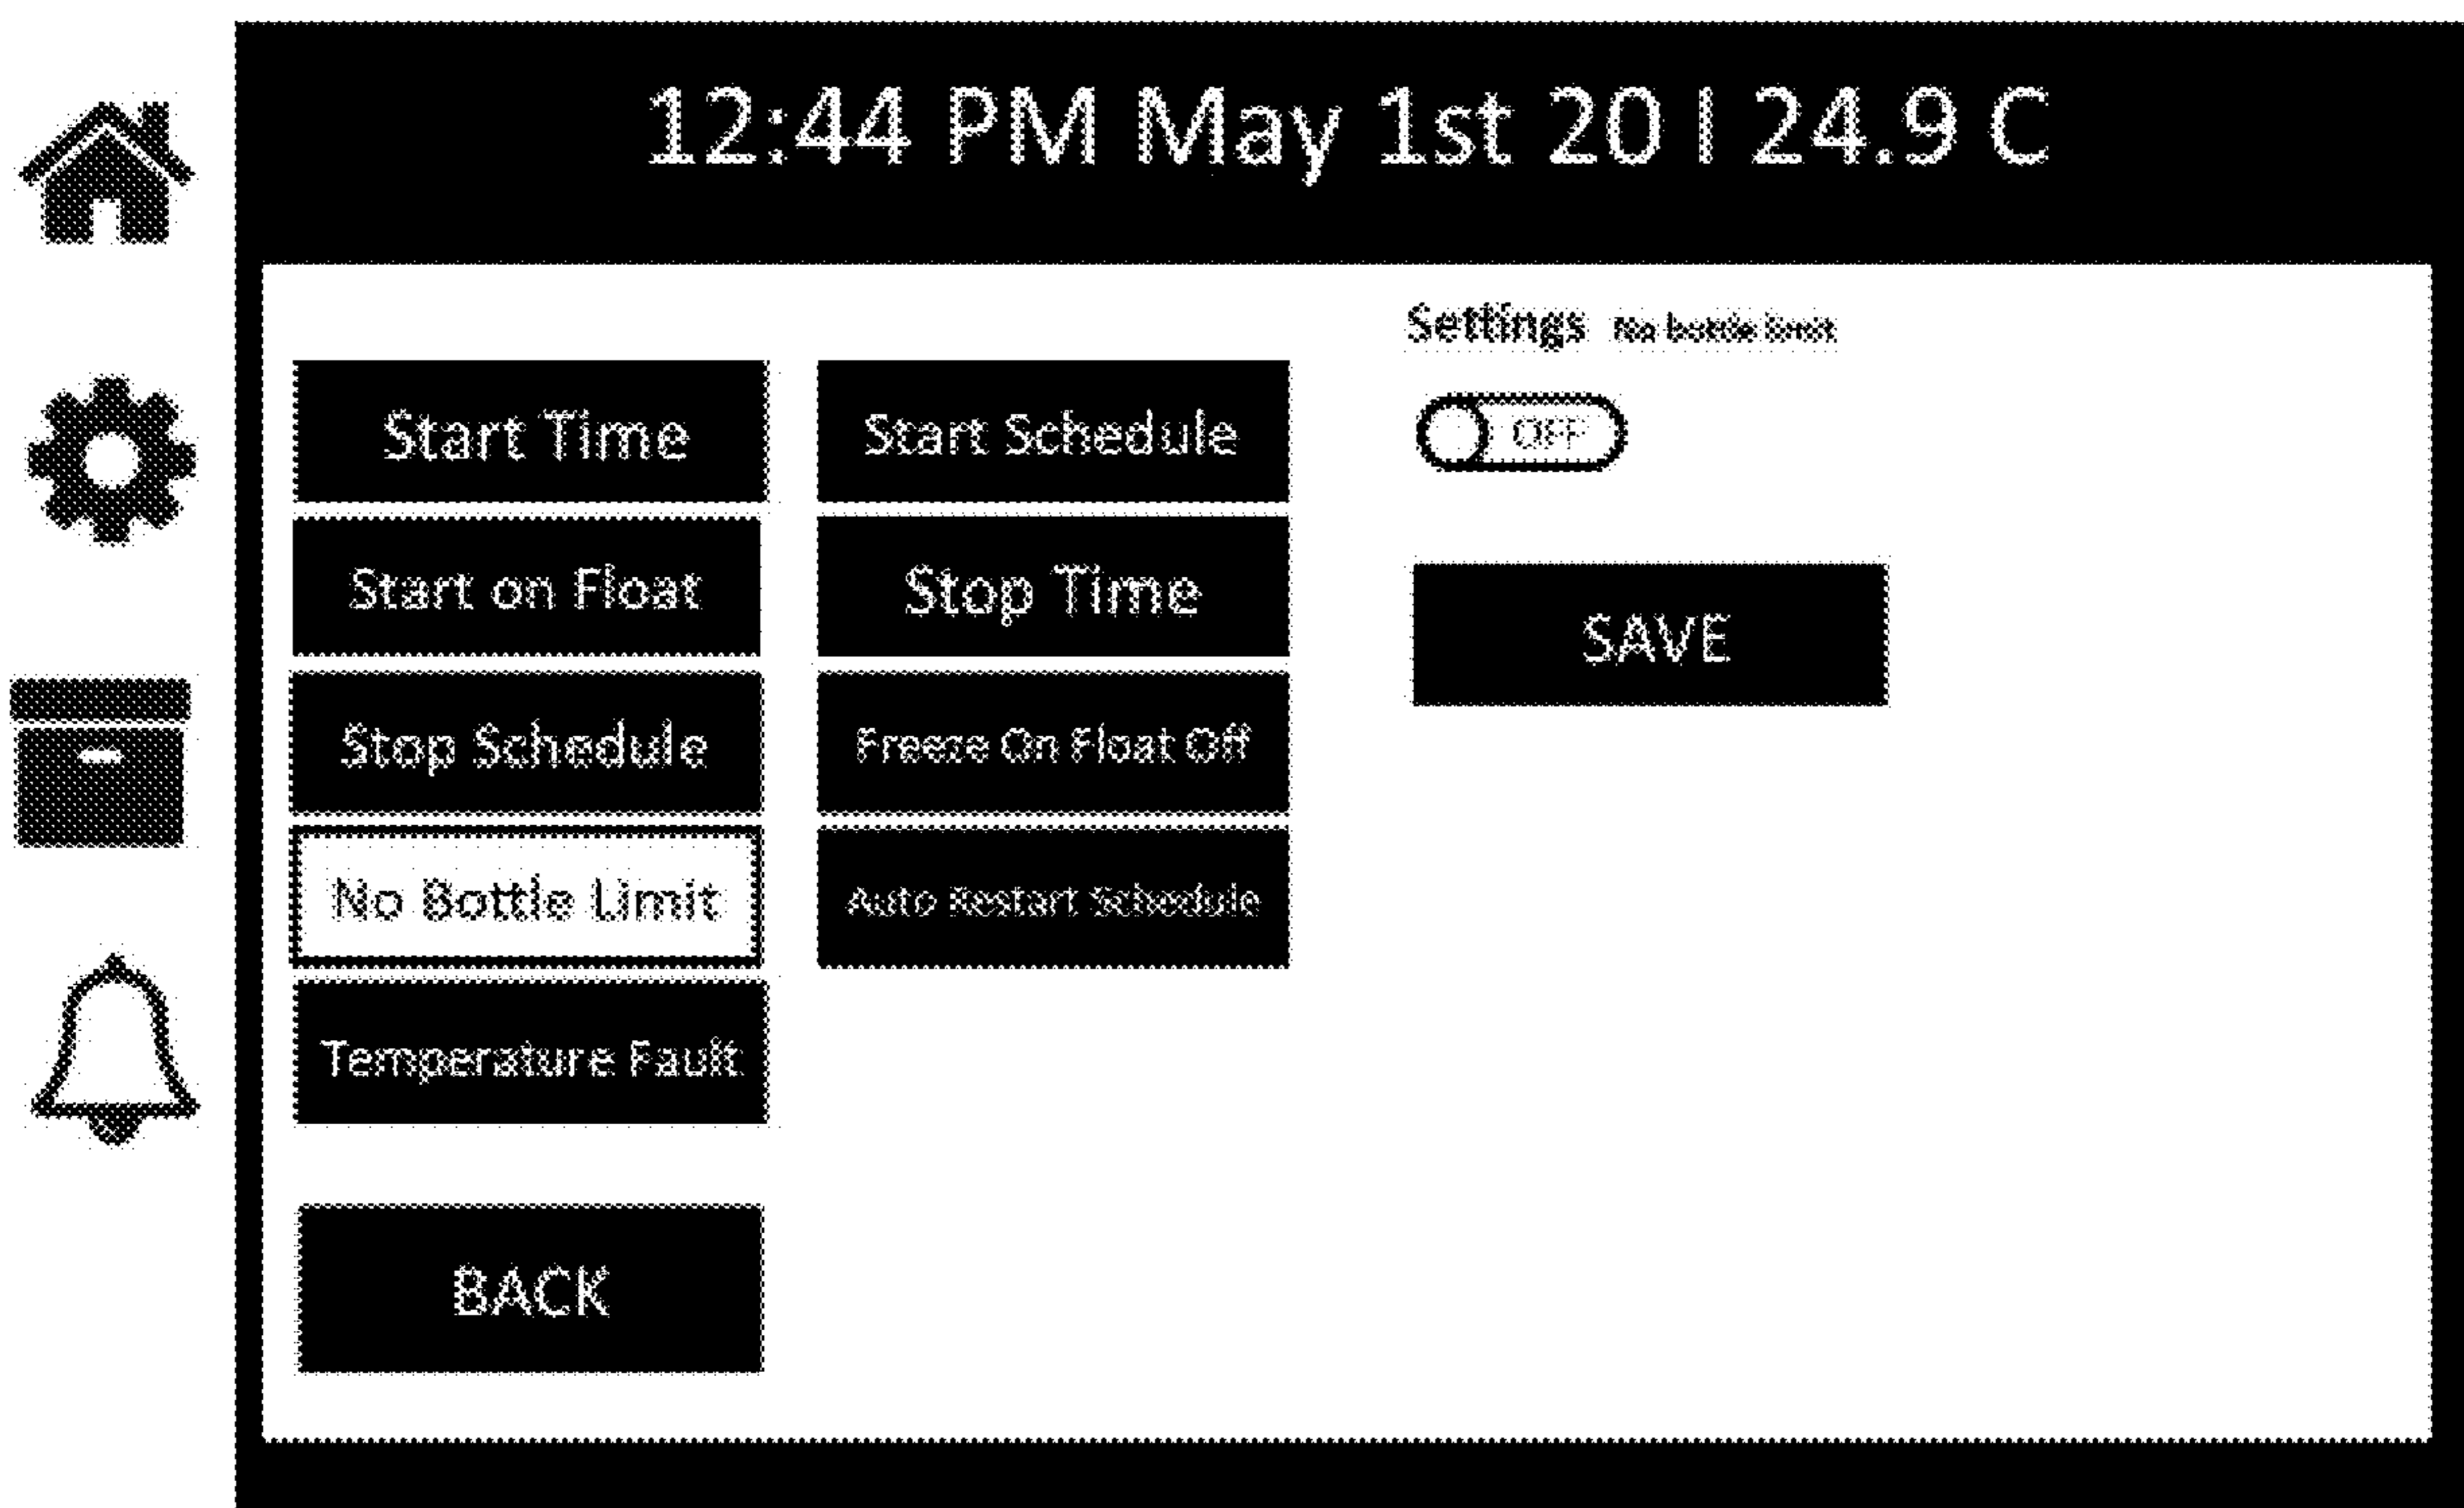 12:44 PM May 1st 20 | 24.9 C
Settings No bottle limit
Start Time Start Schedule
OFF
Start on Float Stop Time
SAVE
Stop Schedule Freeze On Float Off
No Bottle Limit Auto Restart Schedule
Temperature Fault
BACK